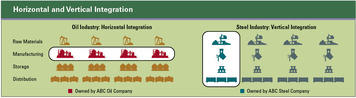 Horizontal and Vertical Integration
Oil Industry: Horizontal Integration
Steel Industry: Vertical Integration
Raw Materials
Manufacturing
Storage
Distribution
Owned by ABC Oil Company
Owned by ABC Steel Company